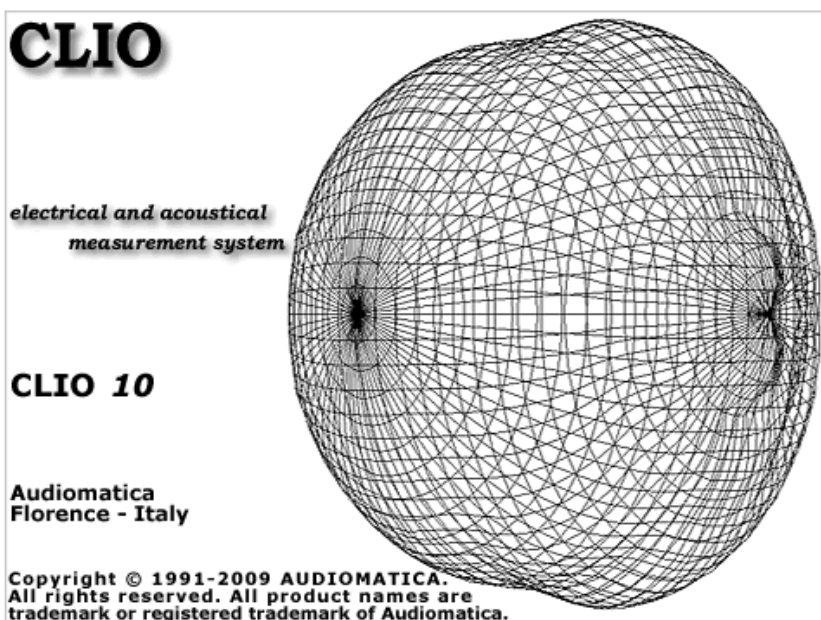 CLIO
electrical and acoustical
measurement system
CLIO 10
Audiomatica
Florence - Italy
Copyright © 1991-2009 AUDIOMATICA.
All rights reserved. All product names are
trademark or registered trademark of Audiomatica.